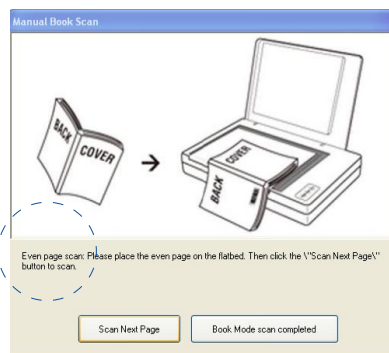 Manual Book Scan
BACK
COVER
COVER
BACK
Even page scan: Please place the even page on the flatbed. Then click the \"Scan Next Page\"
button to scan.
Scan Next Page
Book Mode scan completed